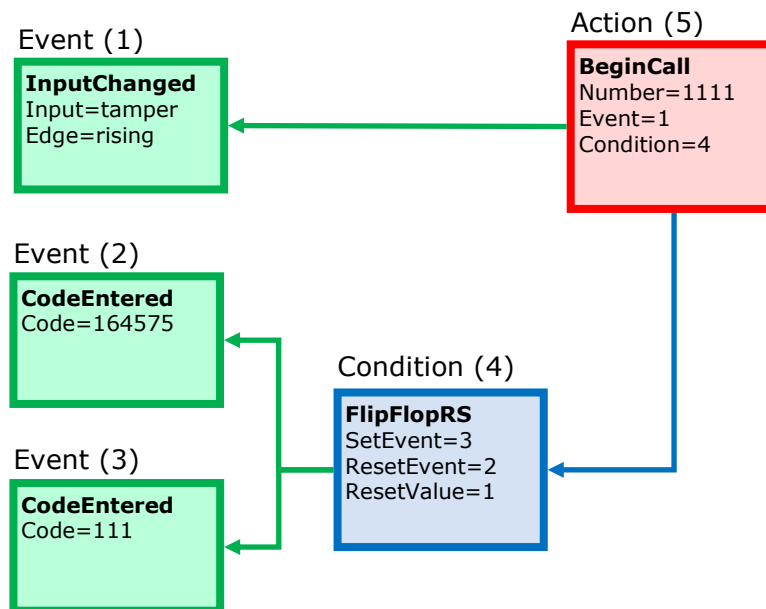 Event (1)
InputChanged
Input=tamper
Edge=rising
Action (5)
BeginCall
Number=1111
Event=1
Condition=4
Event (2)
CodeEntered
Code=164575
Condition (4)
FlipFlopRS
SetEvent=3
ResetEvent=2
ResetValue=1
Event (3)
CodeEntered
Code=111